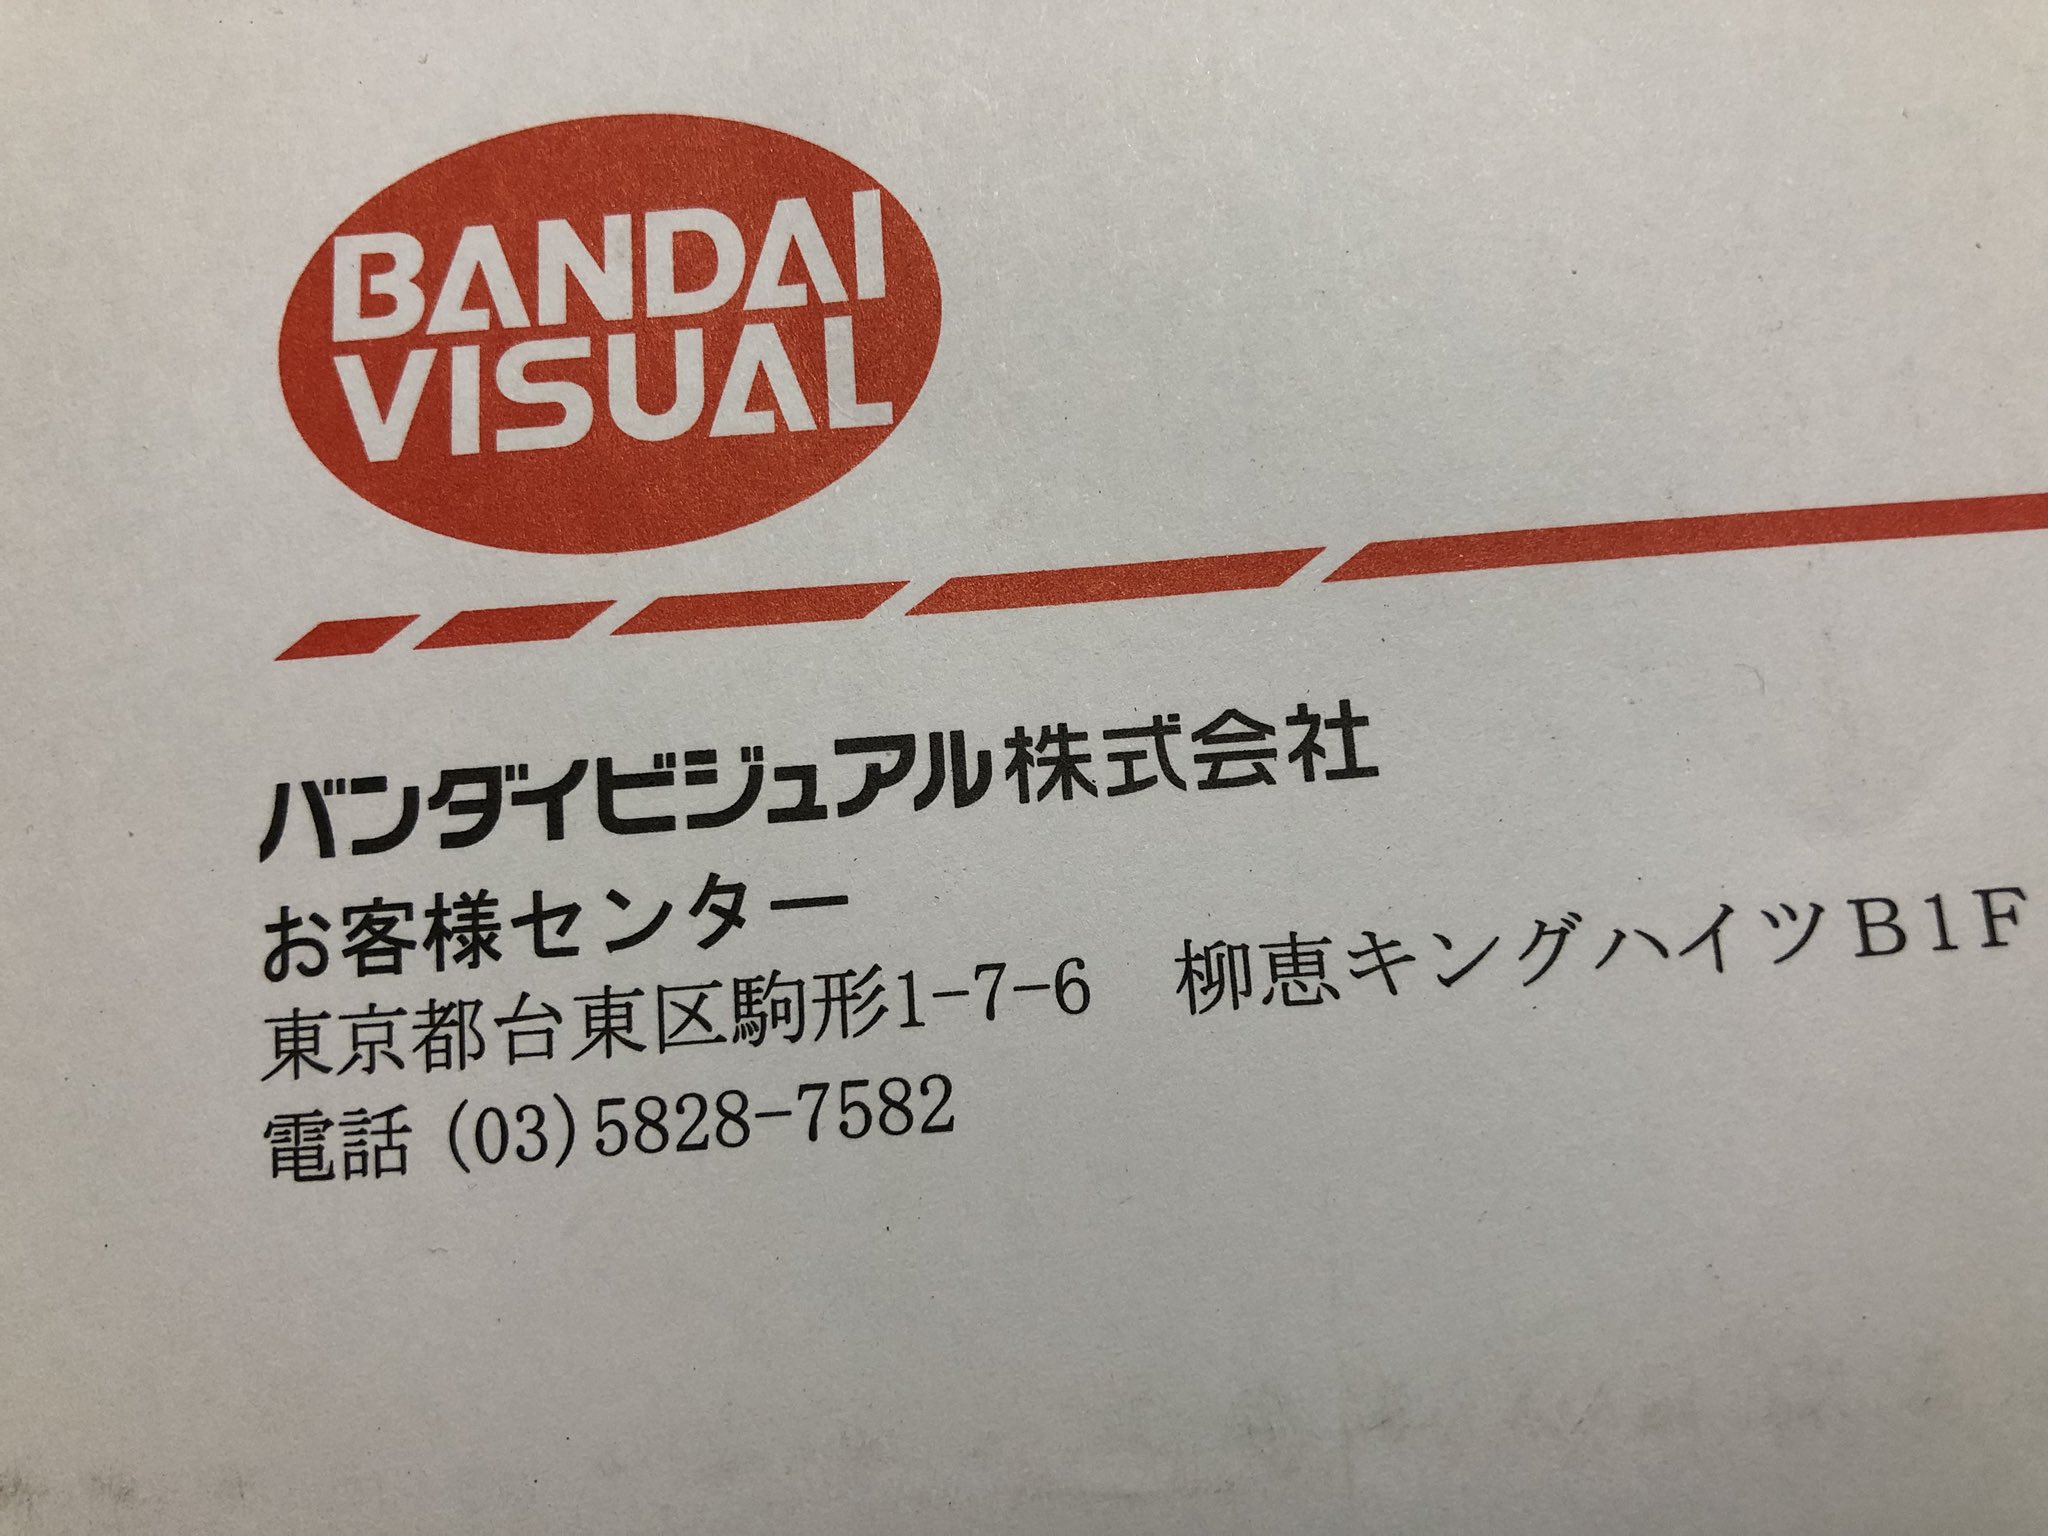 BANDAI
VISUAL
バンダイビジュアル株式会社
お客様センター
東京都台東区駒形1-7-6　柳恵キングハイツB1F
電話 (03)5828-7582